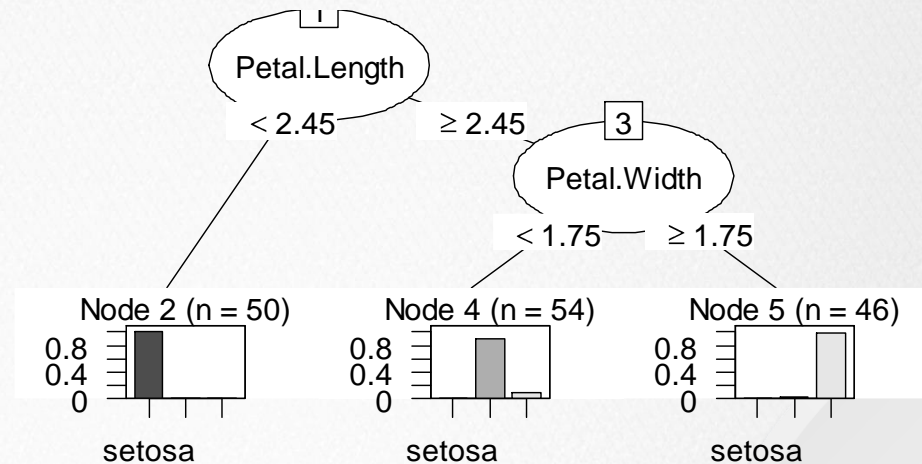 1
Petal.Length
< 2.45
≥ 2.45
3
Petal.Width
< 1.75
≥ 1.75
Node 2 (n = 50)
0.8
0.4
0
setosa
Node 4 (n = 54)
0.8
0.4
0
setosa
Node 5 (n = 46)
0.8
0.4
0
setosa